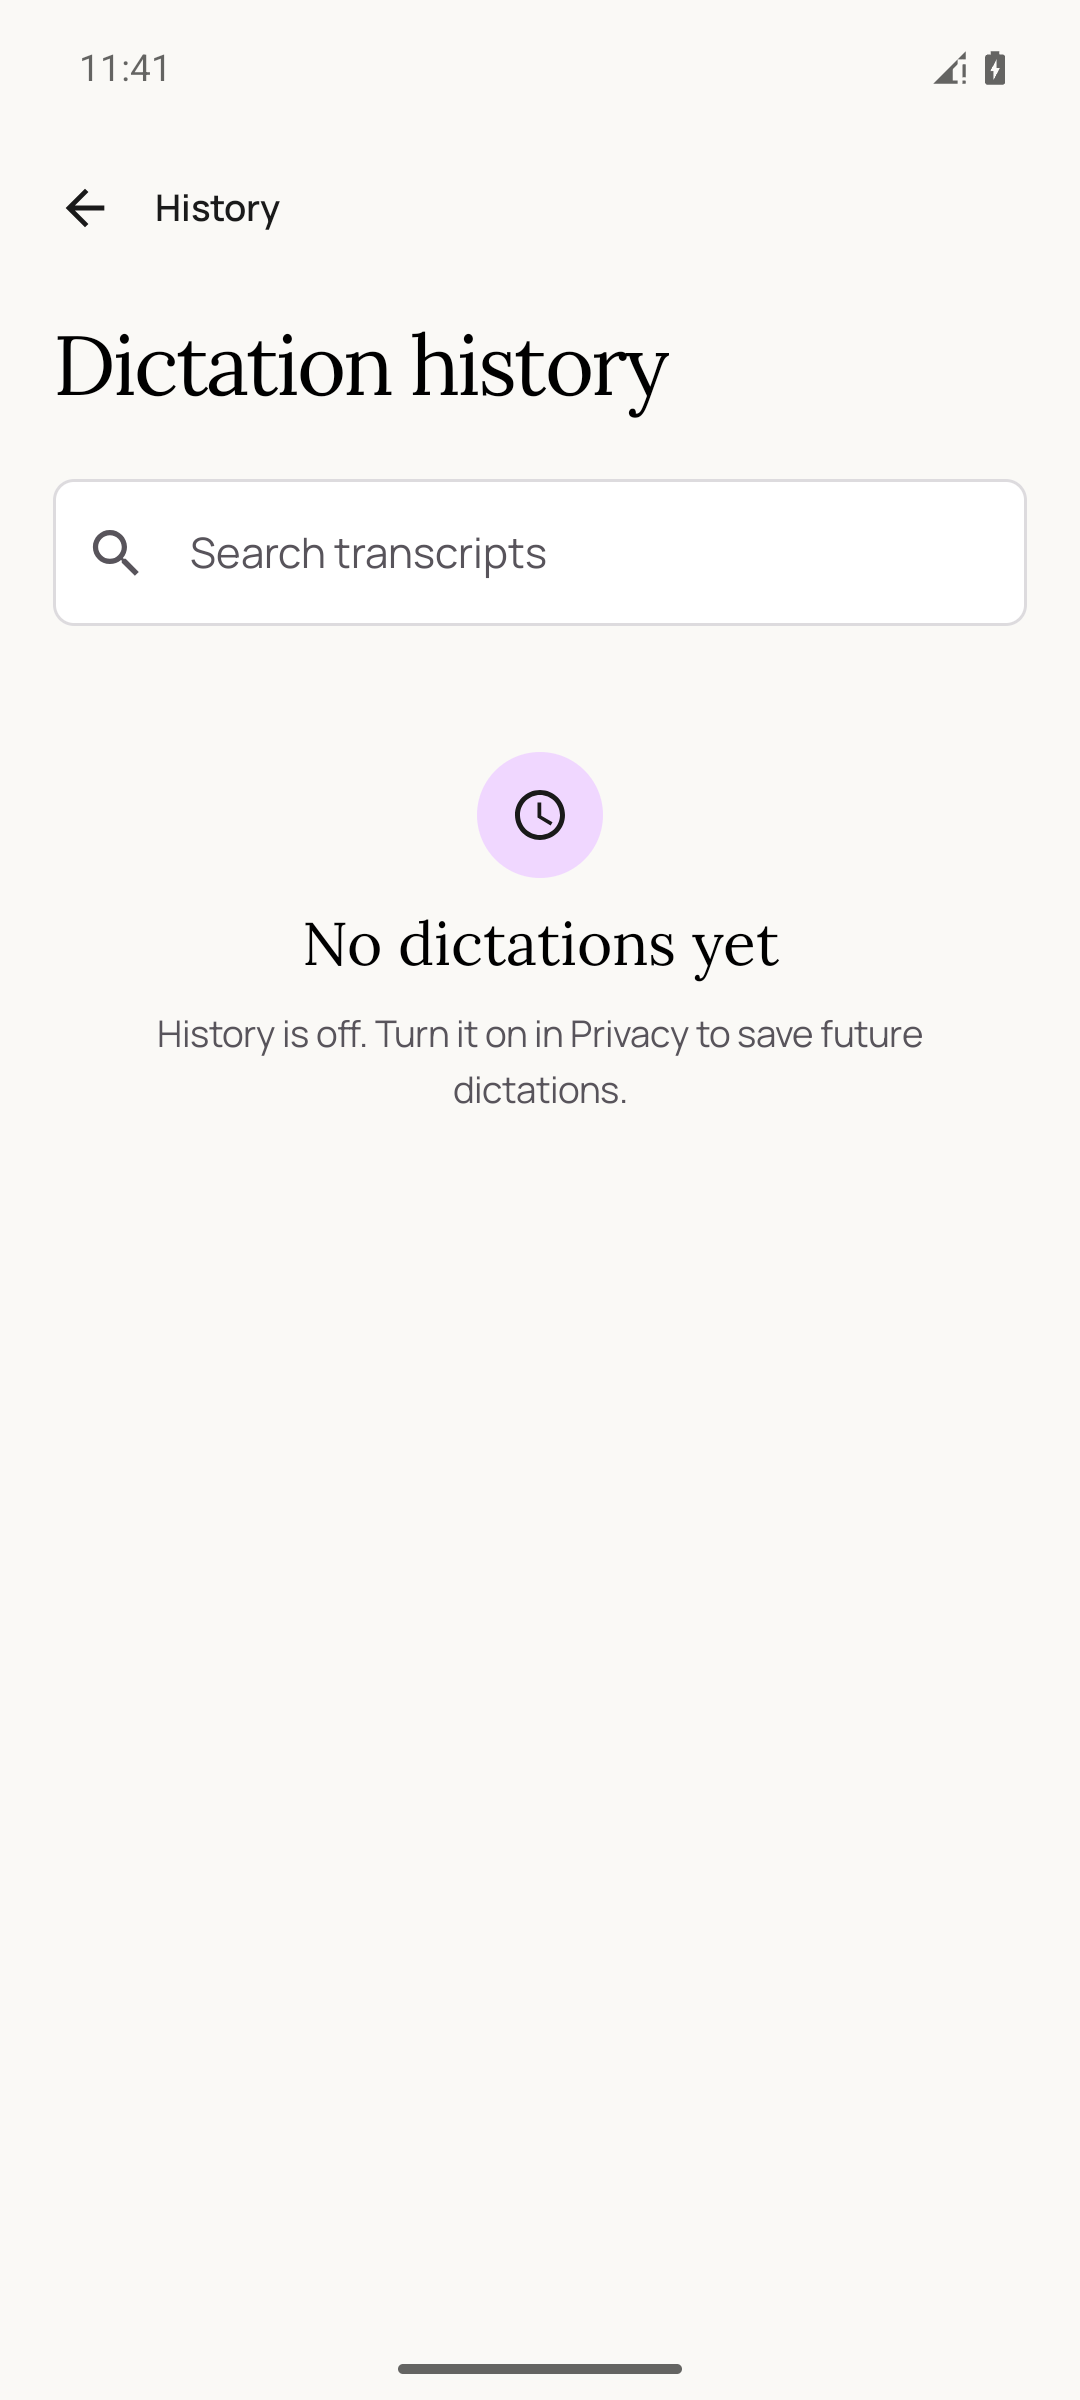 11:41
History
Dictation history
Search transcripts
No dictations yet
History is off. Turn it on in Privacy to save future
dictations.